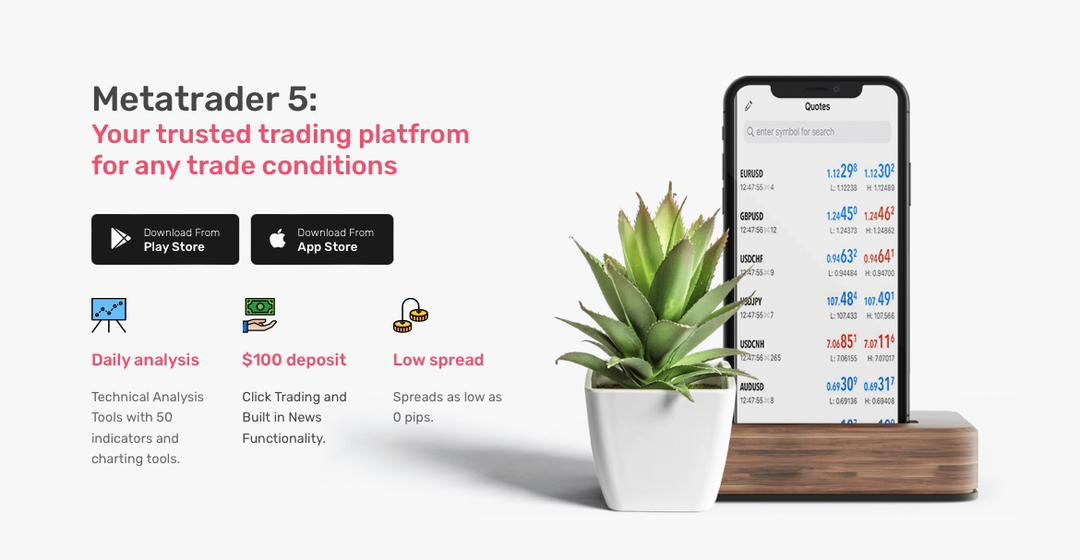 Metatrader 5:
Your trusted trading platfrom
for any trade conditions
Download From
Play Store
Download From
App Store
Daily analysis
Technical Analysis
Tools with 50
indicators and
charting tools.
$100 deposit
Click Trading and
Built in News
Functionality.
Low spread
Spreads as low as
0 pips.
Quotes
enter symbol for search
EURUSD 1.12298 1.12302
12:47:55 4 L: 1.12238 H: 1.12489
GBPUSD 1.24450 1.24462
12:47:56 12 L: 1.24373 H: 1.24862
USDCHF 0.94632 0.94641
12:47:55 9 L: 0.94484 H: 0.94700
USDJPY 107.484 107.491
12:47:55 7 L: 107.433 H: 107.566
USDCNH 7.06851 7.07116
12:47:55 265 L: 7.06155 H: 7.07017
AUDUSD 0.69309 0.69317
12:47:55 8 L: 0.69136 H: 0.69408